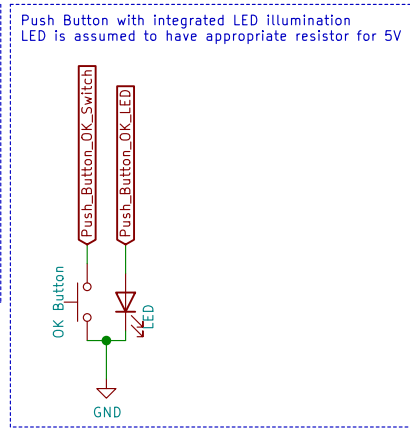 Push Button with integrated LED illumination
LED is assumed to have appropriate resistor for 5V
Push_Button_OK_Switch
Push_Button_OK_LED
OK Button
LED
GND